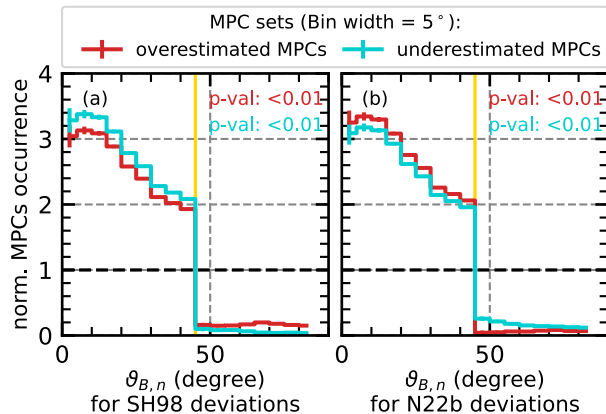 MPC sets (Bin width = 5°):
overestimated MPCs underestimated MPCs
norm. MPCs occurrence
4
3
2
1
0
(a)
p-val: <0.01
p-val: <0.01
(b)
p-val: <0.01
p-val: <0.01
0 50 0 50
ϑB,n (degree)
for SH98 deviations
ϑB,n (degree)
for N22b deviations